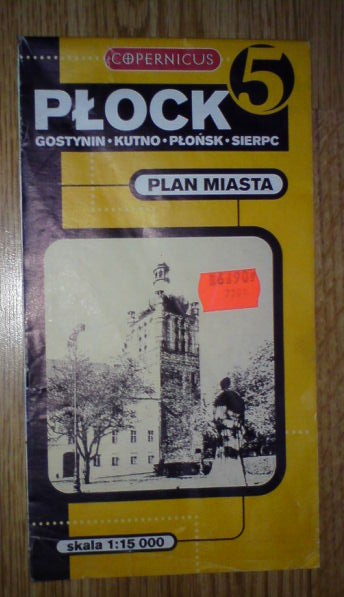 COPERNICUS
5
PŁOCK
GOSTYNIN • KUTNO • PŁOŃSK • SIERPC
PLAN MIASTA
skala 1:15 000